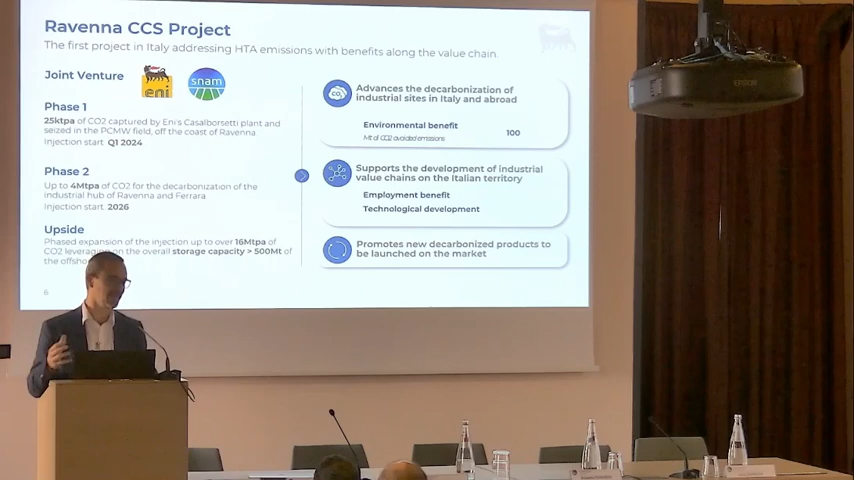 Ravenna CCS Project
The first project in Italy addressing HTA emissions with benefits along the value chain.
Joint Venture
eni
snam
Phase 1
25ktpa of CO2 captured by Eni's Casalborsetti plant and
seized in the PCMW field, off the coast of Ravenna
Injection start Q1 2024
Phase 2
Up to 4Mtpa of CO2 for the decarbonization of the
industrial hub of Ravenna and Ferrara
Injection start 2026
Upside
Phased expansion of the injection up to over 16Mtpa of
CO2 leveraging on the overall storage capacity > 500Mt of
the offsho
6
CO2
Advances the decarbonization of
industrial sites in Italy and abroad
Environmental benefit
Mt of CO2 avoided emissions
100
Supports the development of industrial
value chains on the Italian territory
Employment benefit
Technological development
Promotes new decarbonized products to
be launched on the market
EPSON